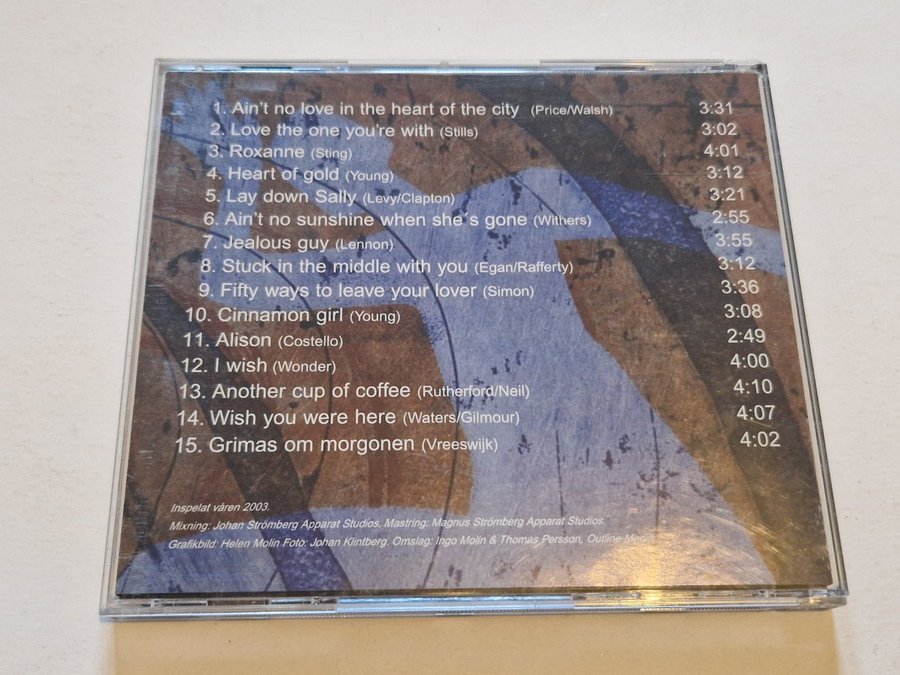 1. Ain't no love in the heart of the city (Price/Walsh) 3:31
2. Love the one you're with (Stills) 3:02
3. Roxanne (Sting) 4:01
4. Heart of gold (Young) 3:12
5. Lay down Sally (Levy/Clapton) 3:21
6. Ain't no sunshine when she´s gone (Withers) 2:55
7. Jealous guy (Lennon) 3:55
8. Stuck in the middle with you (Egan/Rafferty) 3:12
9. Fifty ways to leave your lover (Simon) 3:36
10. Cinnamon girl (Young) 3:08
11. Alison (Costello) 2:49
12. I wish (Wonder) 4:00
13. Another cup of coffee (Rutherford/Neil) 4:10
14. Wish you were here (Waters/Gilmour) 4:07
15. Grimas om morgonen (Vreeswijk) 4:02
Inspelat våren 2003.
Mixning: Johan Strömberg Apparat Studios. Mastring: Magnus Strömberg Apparat Studios.
Grafikbild: Helen Molin Foto: Johan Klintberg. Omslag: Ingo Molin & Thomas Persson, Outline Media